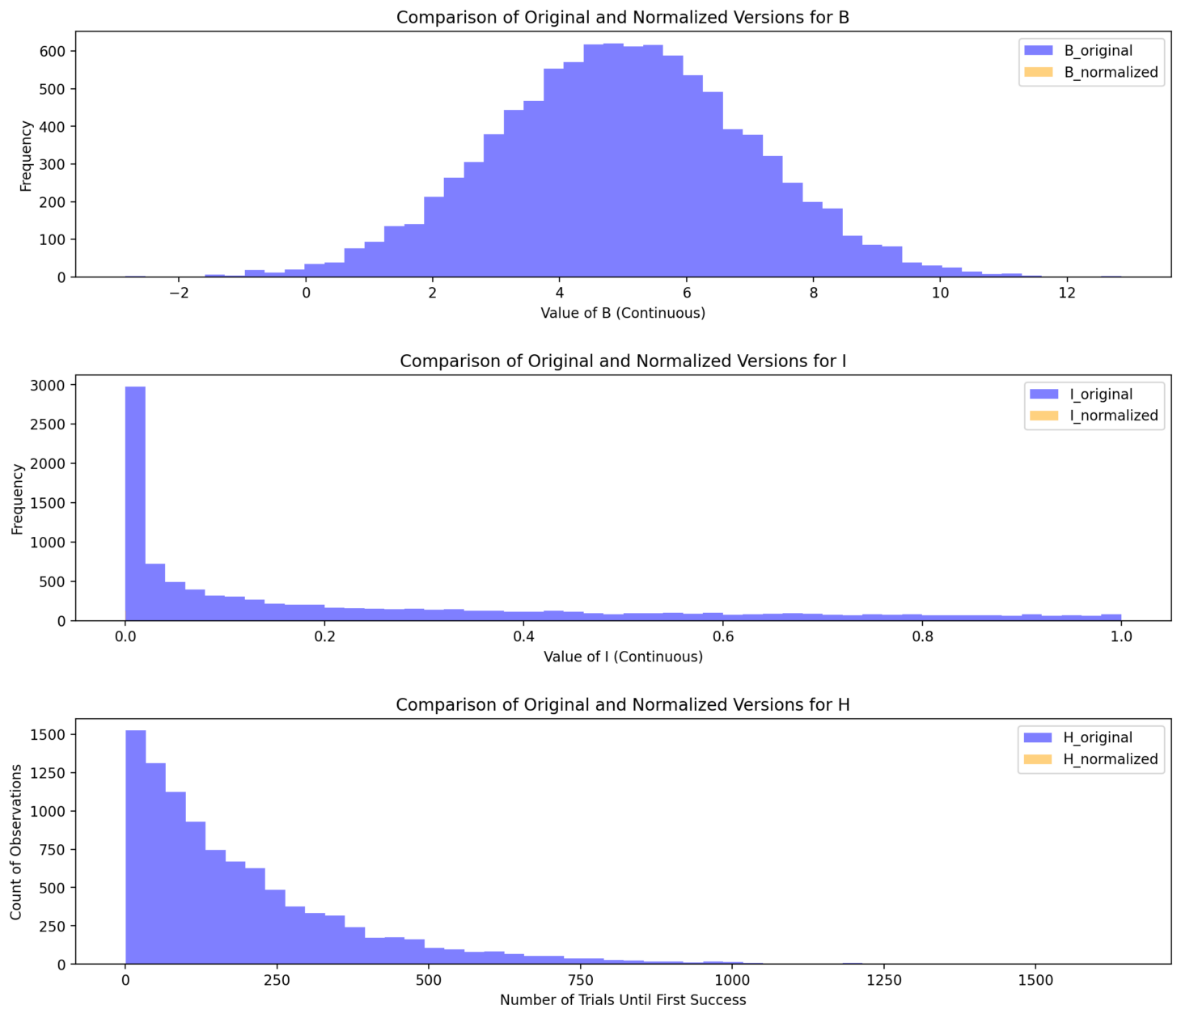 Comparison of Original and Normalized Versions for B
B_original
B_normalized
Frequency
600
500
400
300
200
100
0
−2
0
2
4
6
8
10
12
Value of B (Continuous)
Comparison of Original and Normalized Versions for I
I_original
I_normalized
Frequency
3000
2500
2000
1500
1000
500
0
0.0
0.2
0.4
0.6
0.8
1.0
Value of I (Continuous)
Comparison of Original and Normalized Versions for H
H_original
H_normalized
Count of Observations
1500
1250
1000
750
500
250
0
0
250
500
750
1000
1250
1500
Number of Trials Until First Success